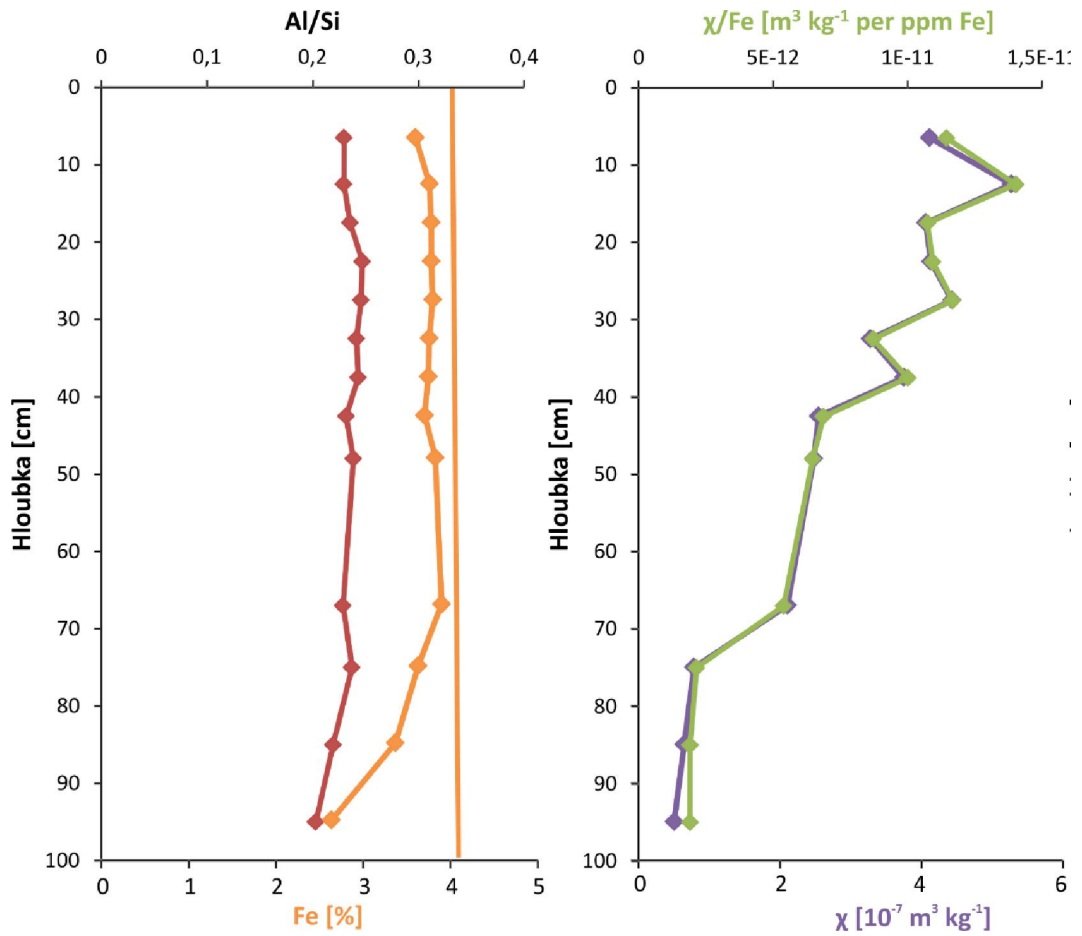 Al/Si
0 0,1 0,2 0,3 0,4
0
10
20
30
40
50
60
70
80
90
100
Hloubka [cm]
0 1 2 3 4 5
Fe [%]
χ/Fe [m³ kg⁻¹ per ppm Fe]
0 5E-12 1E-11 1,5E-11
0
10
20
30
40
50
60
70
80
90
100
Hloubka [cm]
0 2 4 6
χ [10⁻⁷ m³ kg⁻¹]